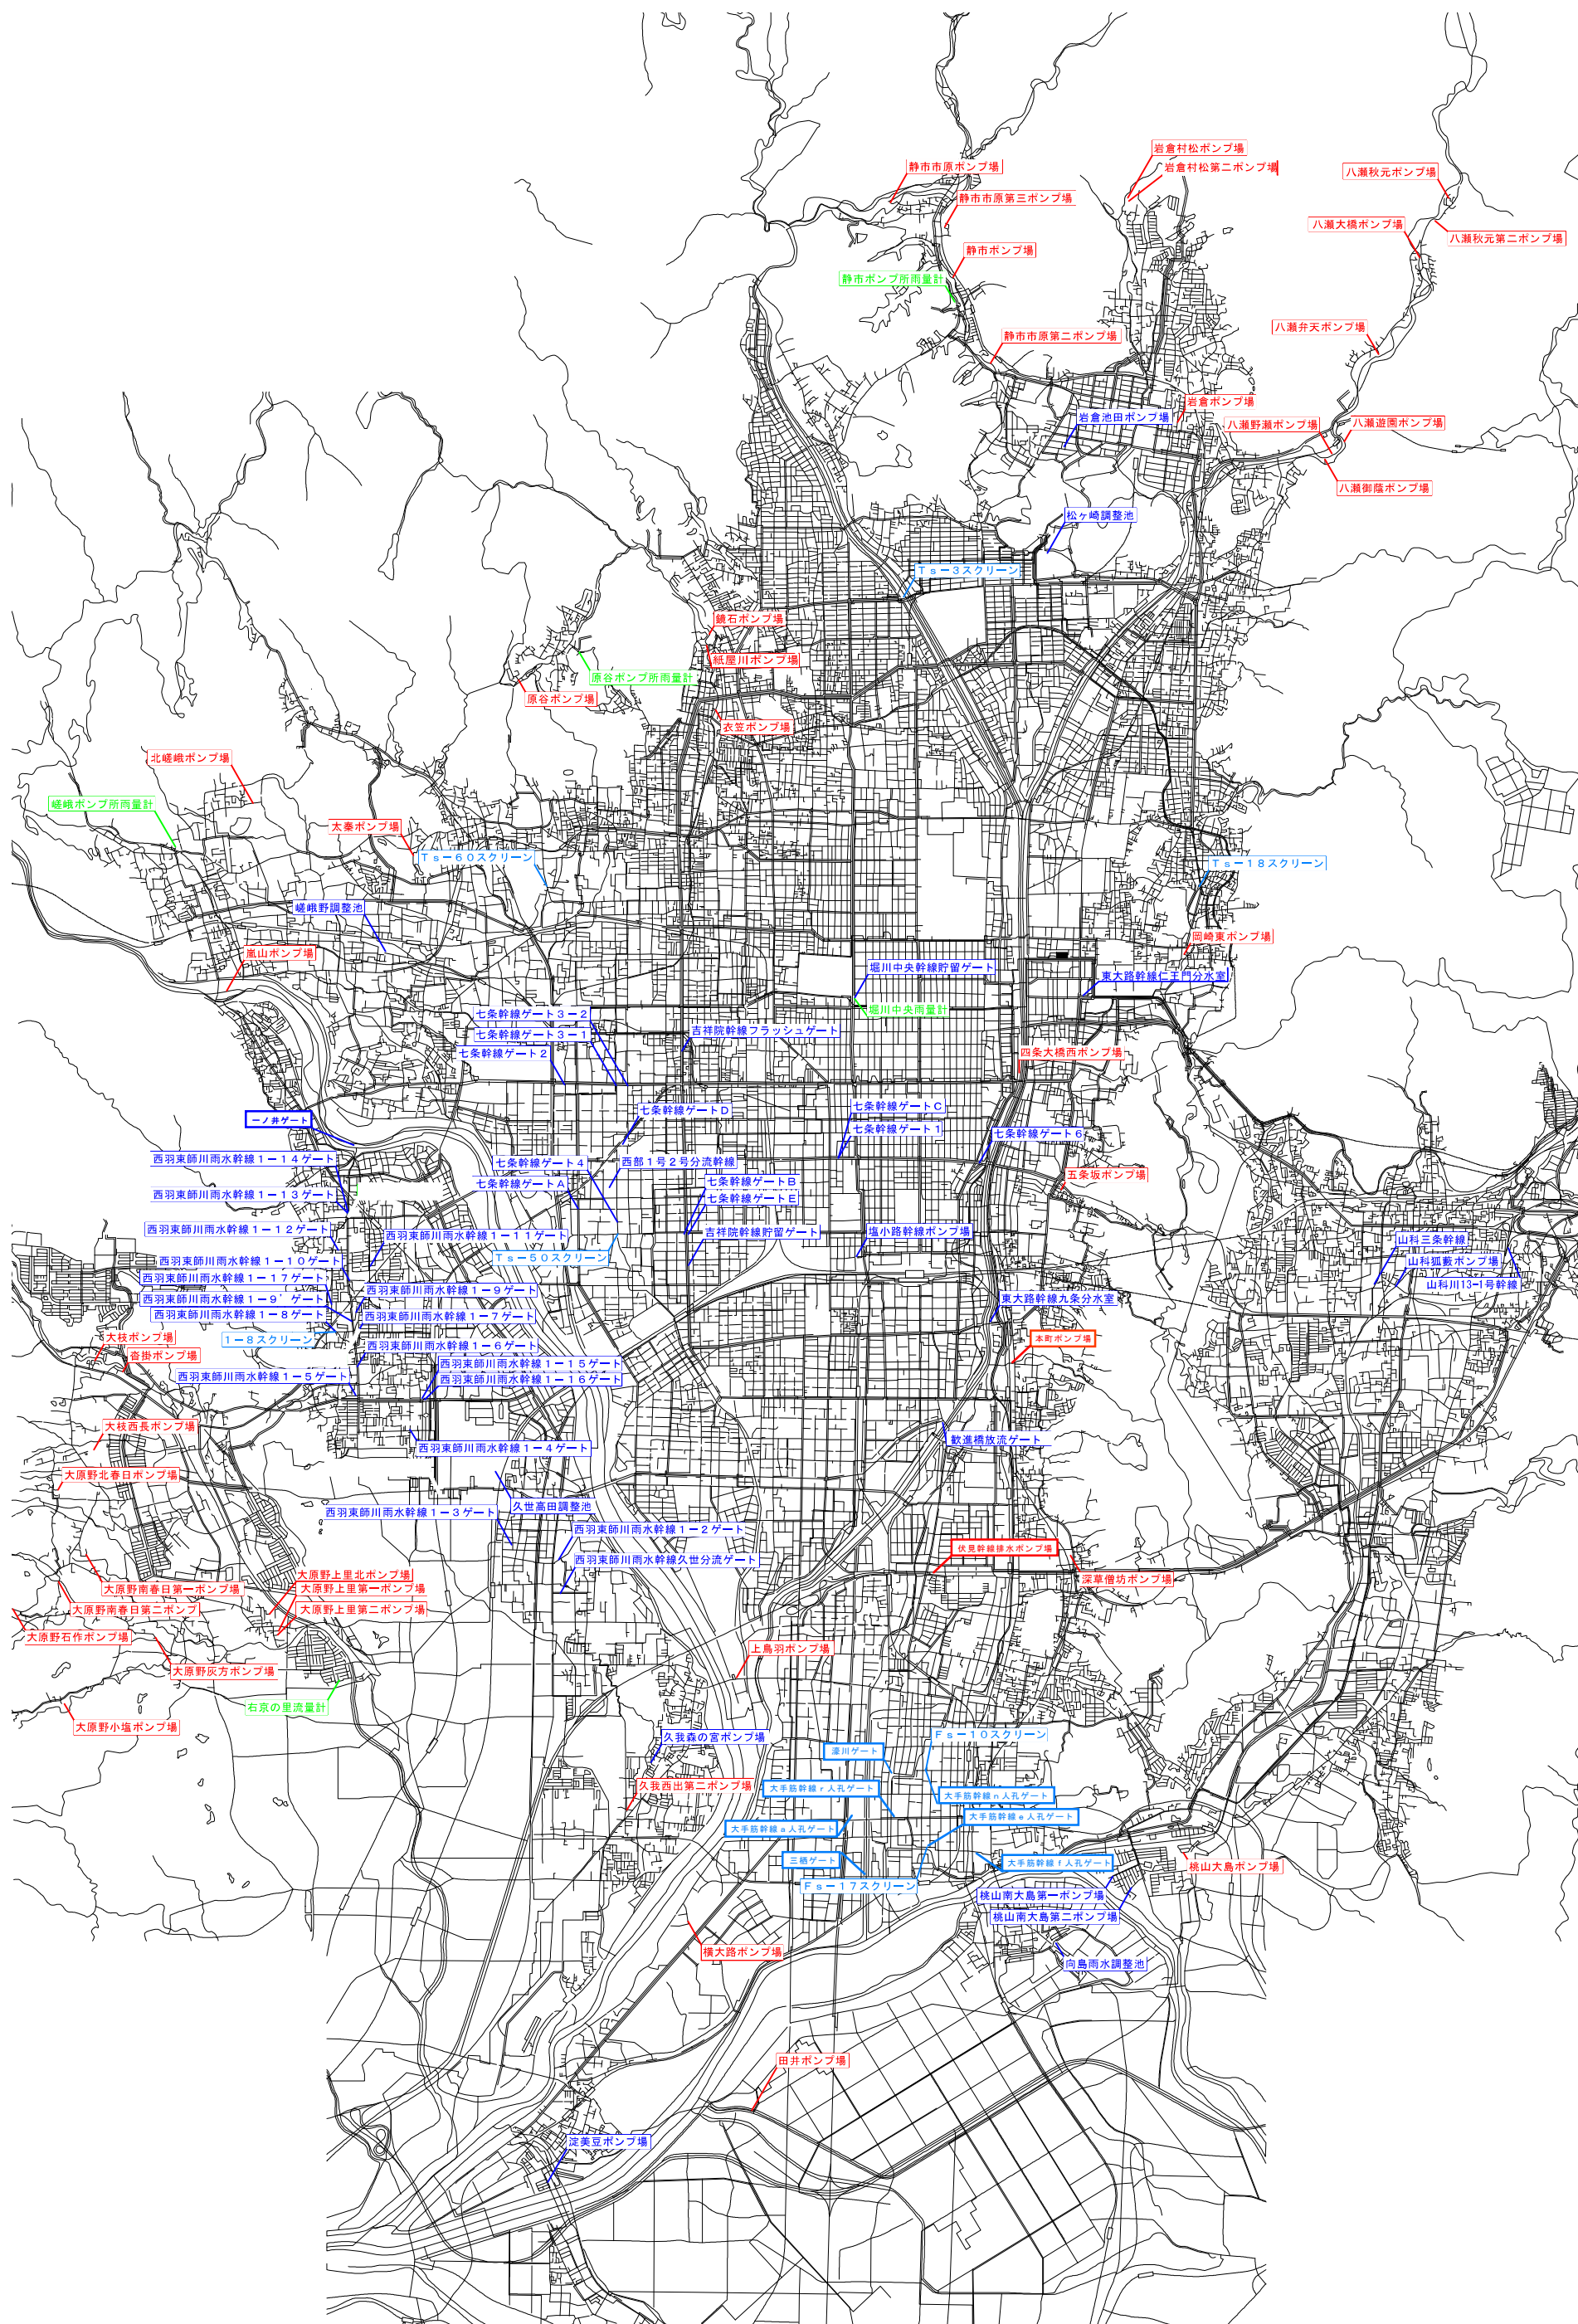 岩倉村松ポンプ場
静市市原ポンプ場
岩倉村松第二ポンプ場
八瀬秋元ポンプ場
静市市原第三ポンプ場
八瀬大橋ポンプ場
八瀬秋元第二ポンプ場
静市ポンプ場
静市ポンプ所雨量計
八瀬弁天ポンプ場
静市市原第二ポンプ場
岩倉ポンプ場
岩倉池田ポンプ場
八瀬野瀬ポンプ場
八瀬遊園ポンプ場
八瀬御蔭ポンプ場
松ヶ崎調整池
Ｔｓ－３スクリーン
鏡石ポンプ場
紙屋川ポンプ場
原谷ポンプ所雨量計
原谷ポンプ場
衣笠ポンプ場
北嵯峨ポンプ場
嵯峨ポンプ所雨量計
太秦ポンプ場
Ｔｓ－６０スクリーン
Ｔｓ－１８スクリーン
嵯峨野調整池
岡崎東ポンプ場
嵐山ポンプ場
堀川中央幹線貯留ゲート
東大路幹線仁王門分水室
堀川中央雨量計
七条幹線ゲート３－２
吉祥院幹線フラッシュゲート
七条幹線ゲート３－１
七条幹線ゲート２
四条大橋西ポンプ場
七条幹線ゲートＣ
七条幹線ゲートＤ
一ノ井ゲート
七条幹線ゲート１
七条幹線ゲート６
西羽束師川雨水幹線１－１４ゲート
七条幹線ゲート４
西部１号２号分流幹線
五条坂ポンプ場
七条幹線ゲートＡ
七条幹線ゲートＢ
西羽束師川雨水幹線１－１３ゲート
七条幹線ゲートＥ
西羽束師川雨水幹線１－１２ゲート
西羽束師川雨水幹線１－１１ゲート
吉祥院幹線貯留ゲート
塩小路幹線ポンプ場
山科三条幹線
Ｔｓ－５０スクリーン
西羽束師川雨水幹線１－１０ゲート
山科狐藪ポンプ場
西羽束師川雨水幹線１－１７ゲート
山科川13-1号幹線
西羽束師川雨水幹線１－９ゲート
西羽束師川雨水幹線１－９’ゲート
東大路幹線九条分水室
西羽束師川雨水幹線１－８ゲート
西羽束師川雨水幹線１－７ゲート
大枝ポンプ場
１－８スクリーン
本町ポンプ場
西羽束師川雨水幹線１－６ゲート
沓掛ポンプ場
西羽束師川雨水幹線１－１５ゲート
西羽束師川雨水幹線１－５ゲート
西羽束師川雨水幹線１－１６ゲート
大枝西長ポンプ場
勧進橋放流ゲート
西羽束師川雨水幹線１－４ゲート
大原野北春日ポンプ場
久世高田調整池
西羽束師川雨水幹線１－３ゲート
西羽束師川雨水幹線１－２ゲート
伏見幹線排水ポンプ場
西羽束師川雨水幹線久世分流ゲート
大原野上里北ポンプ場
深草僧坊ポンプ場
大原野南春日第一ポンプ場
大原野上里第一ポンプ場
大原野南春日第二ポンプ
大原野上里第二ポンプ場
大原野石作ポンプ場
上鳥羽ポンプ場
大原野灰方ポンプ場
右京の里流量計
大原野小塩ポンプ場
久我森の宮ポンプ場
Ｆｓ－１０スクリーン
濠川ゲート
久我西出第二ポンプ場
大手筋幹線ｒ人孔ゲート
大手筋幹線ｎ人孔ゲート
大手筋幹線ｅ人孔ゲート
大手筋幹線ａ人孔ゲート
三栖ゲート
大手筋幹線ｆ人孔ゲート
桃山大島ポンプ場
Ｆｓ－１７スクリーン
桃山南大島第一ポンプ場
桃山南大島第二ポンプ場
横大路ポンプ場
向島雨水調整池
田井ポンプ場
淀美豆ポンプ場